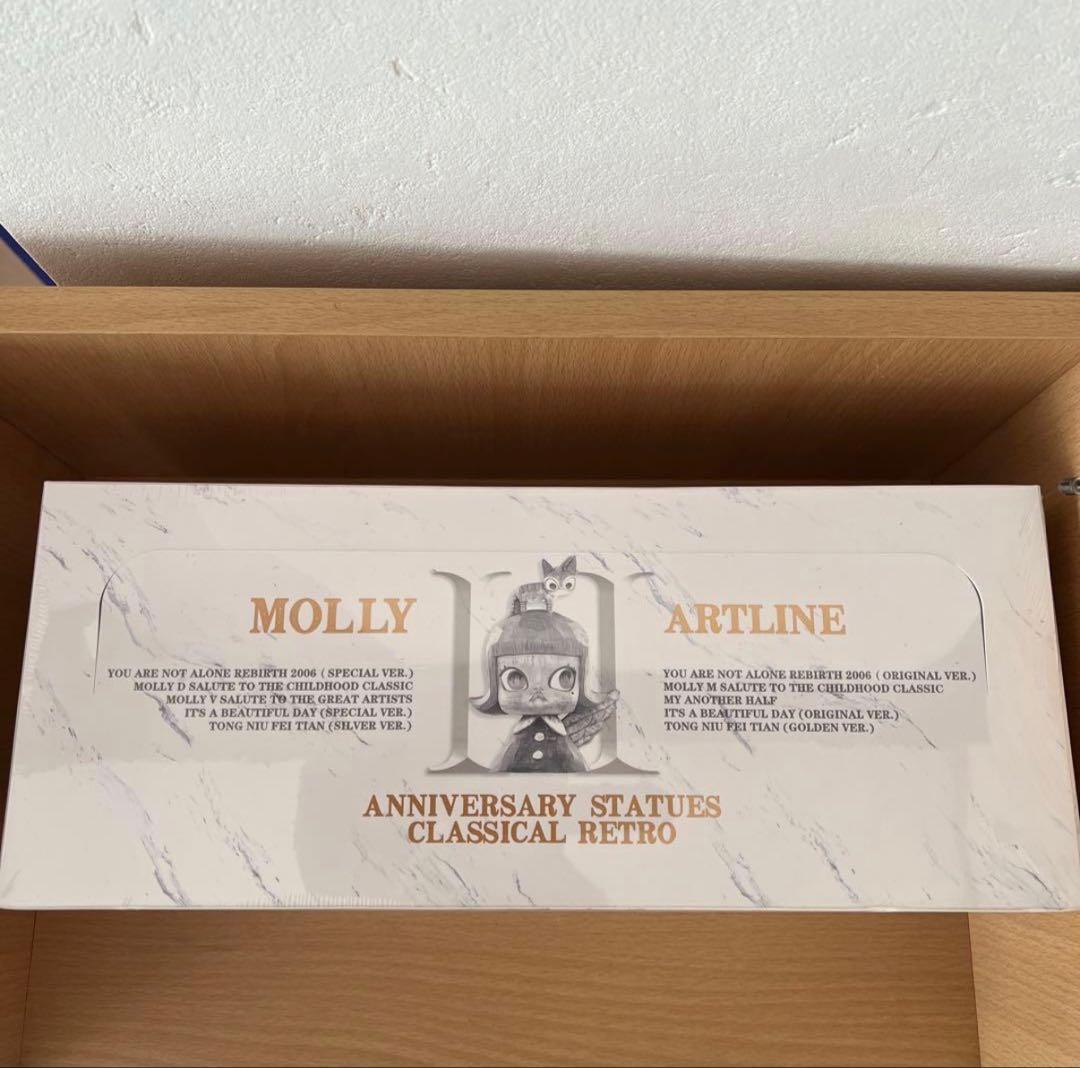 MOLLY
YOU ARE NOT ALONE REBIRTH 2006 ( SPECIAL VER.)
MOLLY D SALUTE TO THE CHILDHOOD CLASSIC
MOLLY V SALUTE TO THE GREAT ARTISTS
IT'S A BEAUTIFUL DAY (SPECIAL VER.)
TONG NIU FEI TIAN (SILVER VER.)
II
ARTLINE
YOU ARE NOT ALONE REBIRTH 2006 ( ORIGINAL VER.)
MOLLY M SALUTE TO THE CHILDHOOD CLASSIC
MY ANOTHER HALF
IT'S A BEAUTIFUL DAY (ORIGINAL VER.)
TONG NIU FEI TIAN (GOLDEN VER.)
ANNIVERSARY STATUES
CLASSICAL RETRO